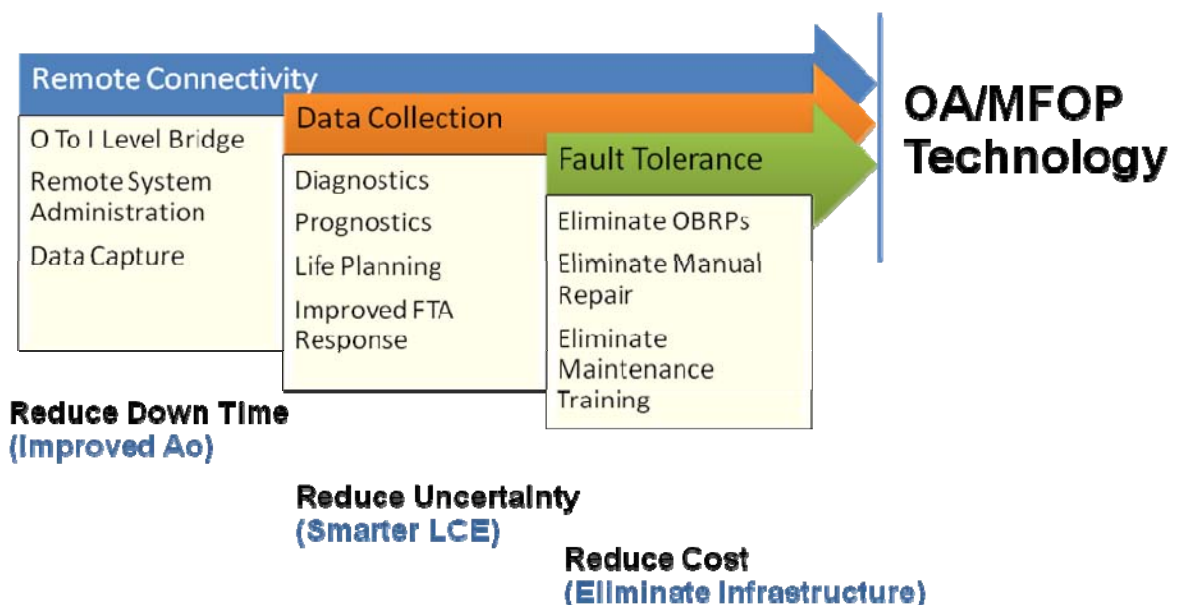 Remote Connectivity
O To I Level Bridge
Remote System
Administration
Data Capture
Data Collection
Diagnostics
Prognostics
Life Planning
Improved FTA
Response
Fault Tolerance
Eliminate OBRPs
Eliminate Manual
Repair
Eliminate
Maintenance
Training
OA/MFOP
Technology
Reduce Down Time
(Improved Ao)
Reduce Uncertainty
(Smarter LCE)
Reduce Cost
(Eliminate Infrastructure)